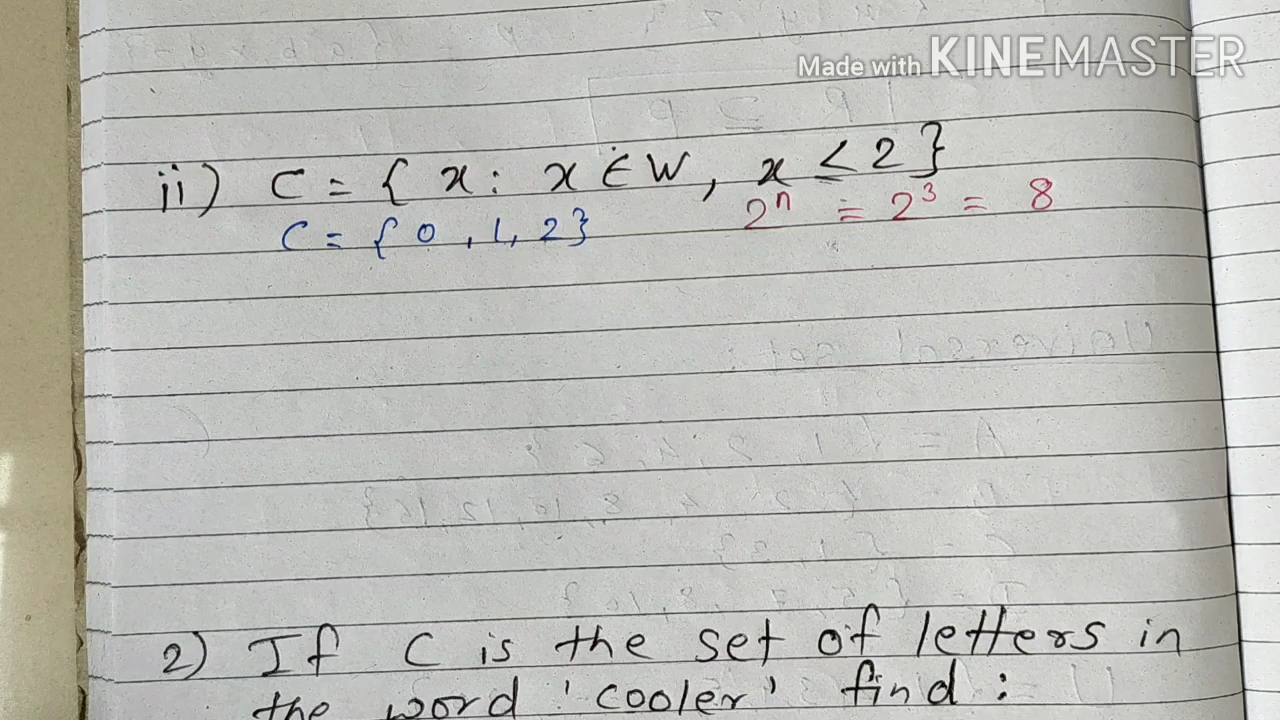 Made with KINEMASTER
ii) C = { x : x ∈ W, x ≤ 2 }
C = { 0, 1, 2 } 2ⁿ = 2³ = 8
2) If C is the set of letters in
the word 'cooler' find :